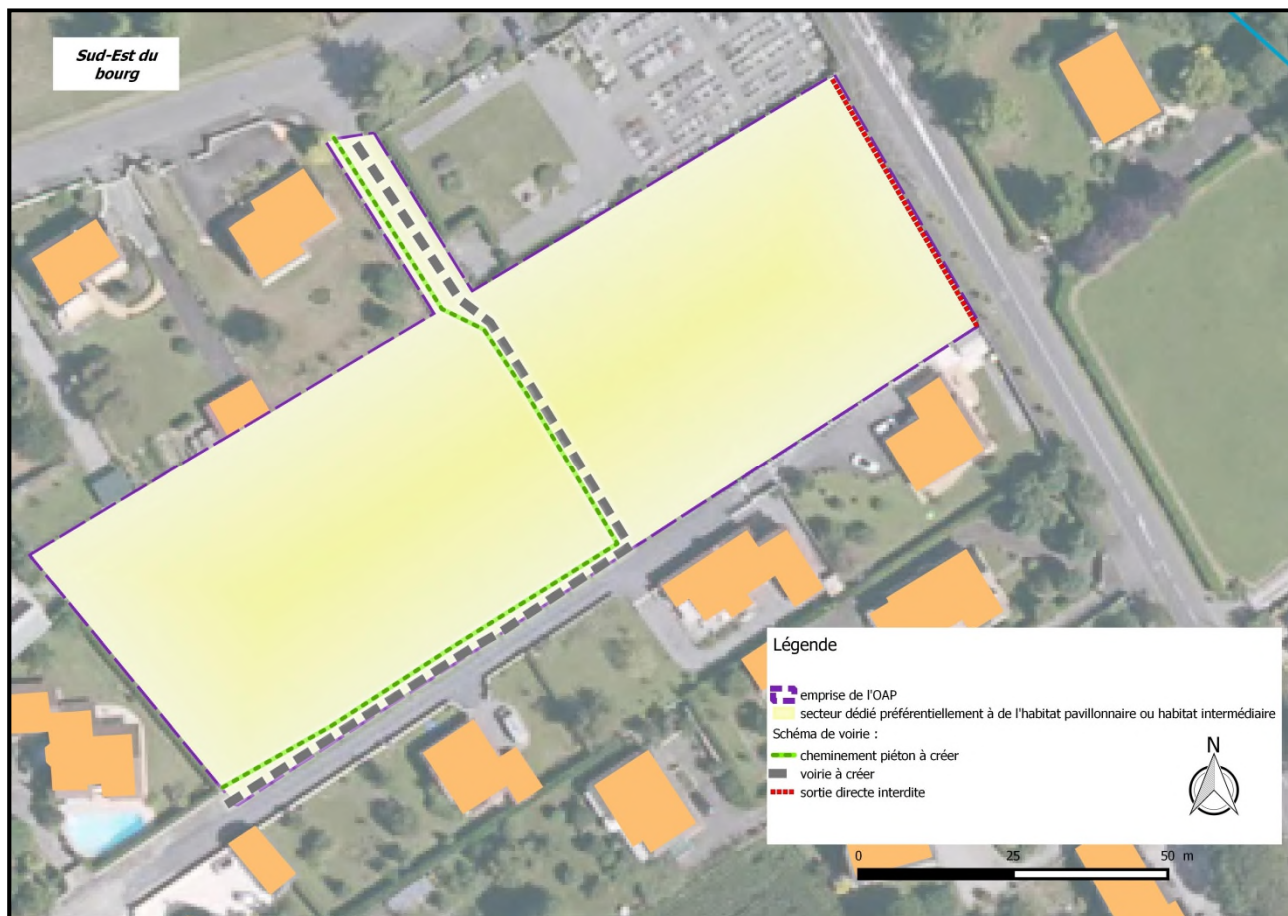 Sud-Est du
bourg
Légende
emprise de l'OAP
secteur dédié préférentiellement à de l'habitat pavillonnaire ou habitat intermédiaire
Schéma de voirie :
cheminement piéton à créer
voirie à créer
sortie directe interdite
N
0 25 50 m